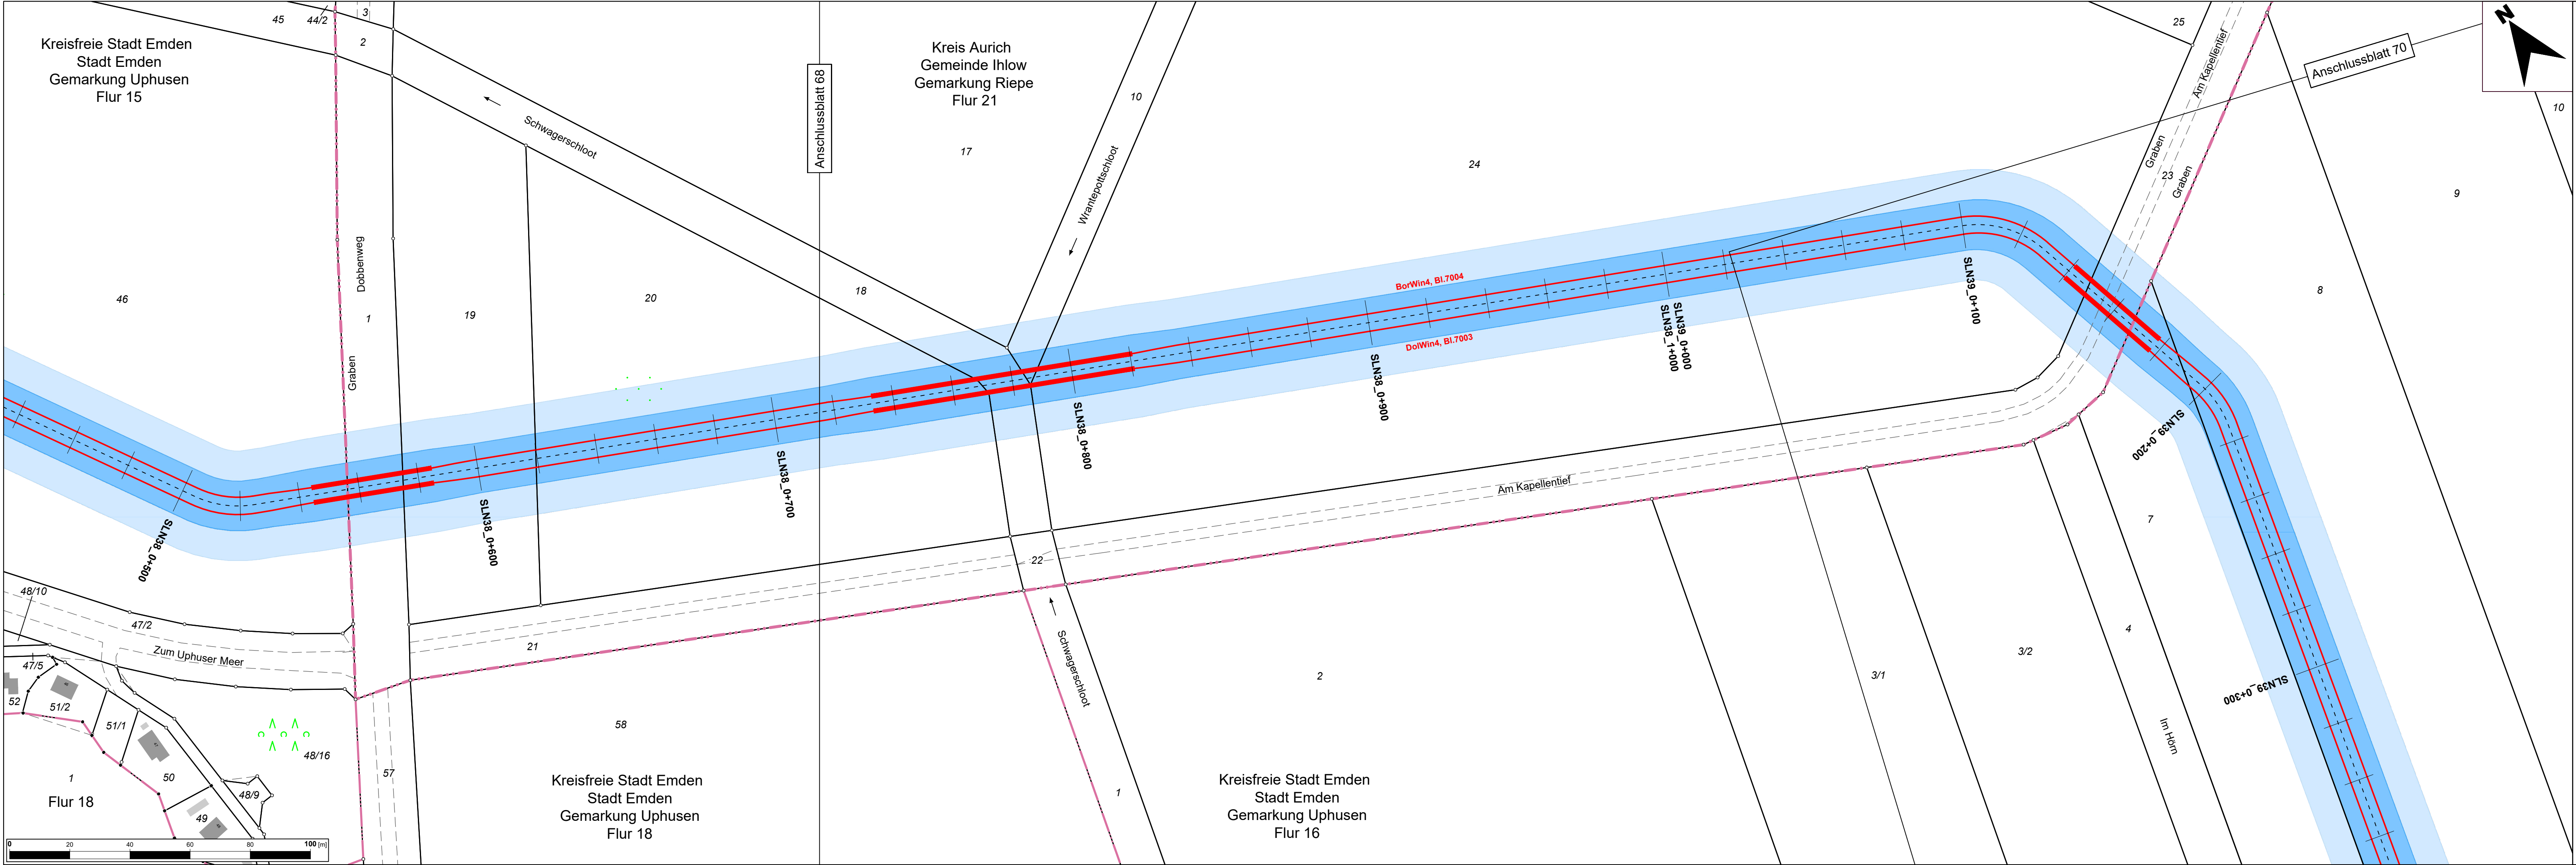 45
44/2
3
2
Kreisfreie Stadt Emden
Stadt Emden
Gemarkung Uphusen
Flur 15
Schwagerschloot
Anschlussblatt 68
Kreis Aurich
Gemeinde Ihlow
Gemarkung Riepe
Flur 21
10
17
Wrantepottschloot
24
25
Am Kapellentief
Graben
23
Graben
Anschlussblatt 70
N
10
9
8
46
Dobbenweg
1
Graben
19
20
18
BorWin4, Bl.7004
DolWin4, Bl.7003
SLN38_0+500
SLN38_0+600
SLN38_0+700
SLN38_0+800
SLN38_0+900
SLN39_0+000
SLN38_1+000
SLN39_0+100
SLN39_0+200
SLN39_0+300
Am Kapellentief
22
21
7
4
3/2
3/1
2
Im Hörn
Schwagerschloot
1
48/10
47/2
Zum Uphuser Meer
47/5
52
51/2
51/1
50
49
48/9
48/16
57
58
1
Flur 18
Kreisfreie Stadt Emden
Stadt Emden
Gemarkung Uphusen
Flur 18
Kreisfreie Stadt Emden
Stadt Emden
Gemarkung Uphusen
Flur 16
0 20 40 60 80 100 [m]